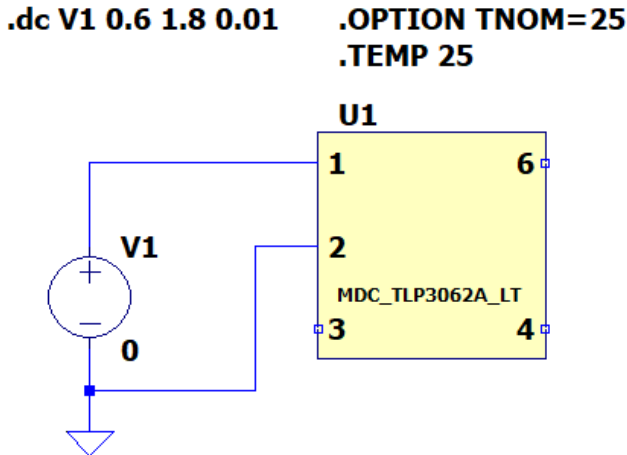 .dc V1 0.6 1.8 0.01
.OPTION TNOM=25
.TEMP 25
U1
1
6
V1
2
MDC_TLP3062A_LT
3
4
0